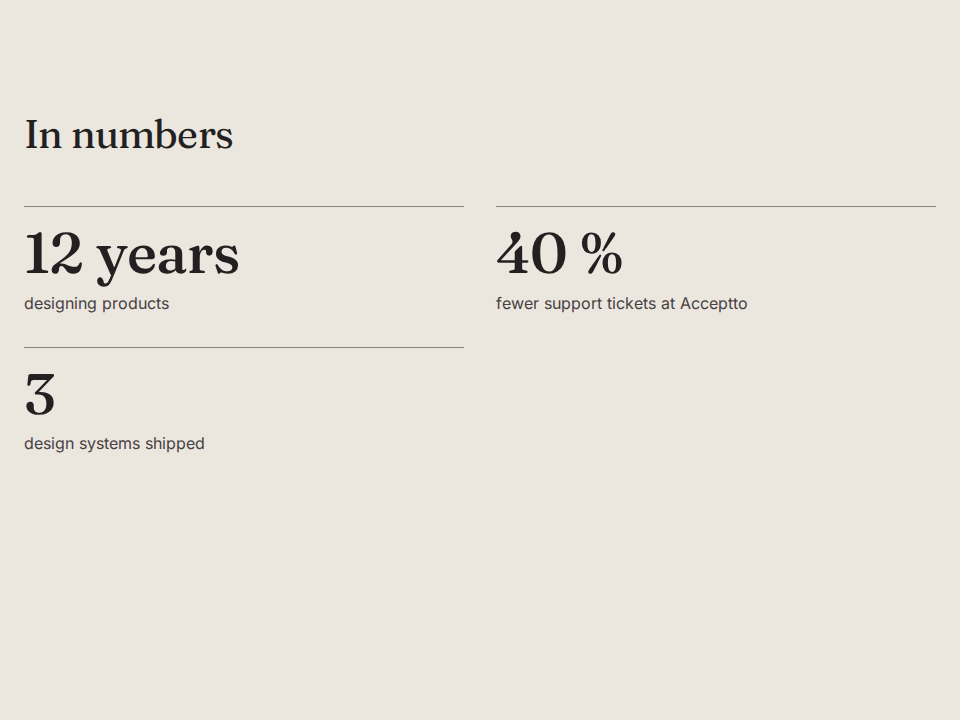 In numbers
12 years
designing products
40 %
fewer support tickets at Acceptto
3
design systems shipped